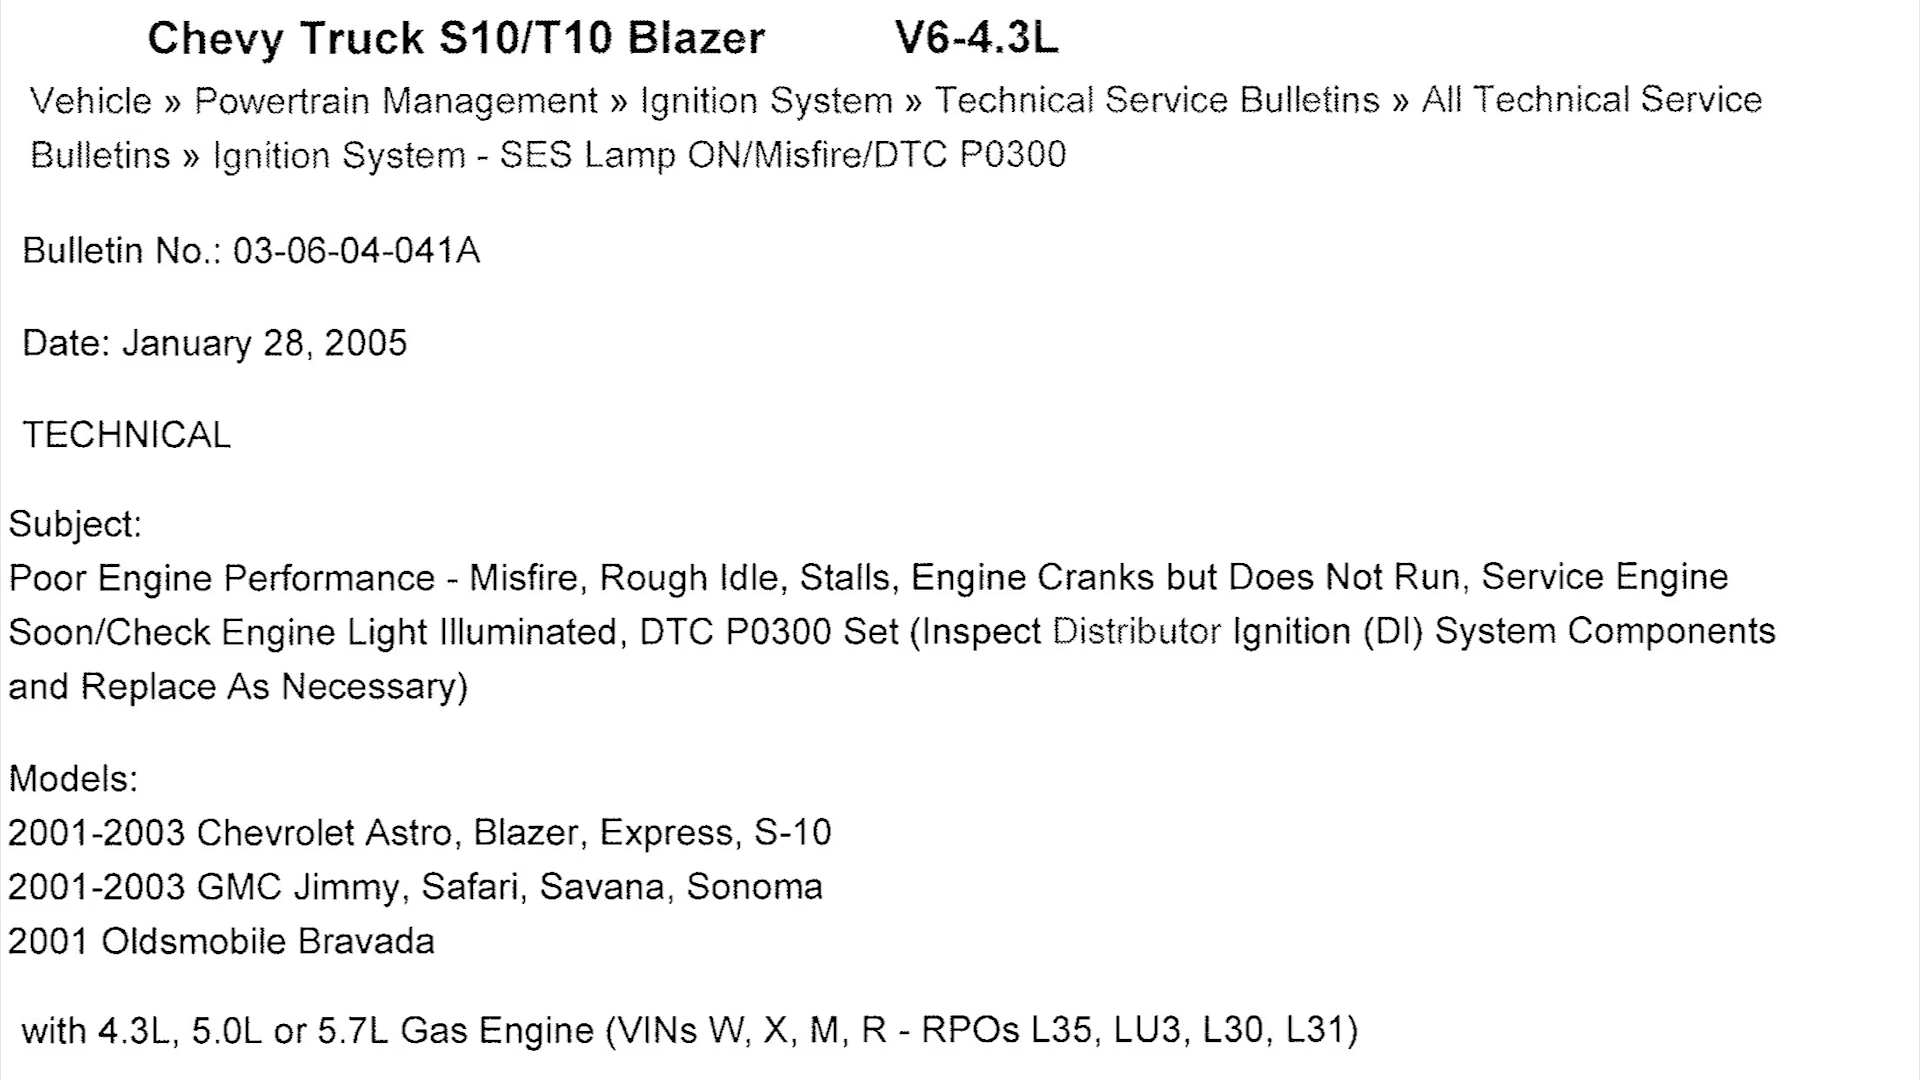 Chevy Truck S10/T10 Blazer V6-4.3L
Vehicle » Powertrain Management » Ignition System » Technical Service Bulletins » All Technical Service
Bulletins » Ignition System - SES Lamp ON/Misfire/DTC P0300
Bulletin No.: 03-06-04-041A
Date: January 28, 2005
TECHNICAL
Subject:
Poor Engine Performance - Misfire, Rough Idle, Stalls, Engine Cranks but Does Not Run, Service Engine
Soon/Check Engine Light Illuminated, DTC P0300 Set (Inspect Distributor Ignition (DI) System Components
and Replace As Necessary)
Models:
2001-2003 Chevrolet Astro, Blazer, Express, S-10
2001-2003 GMC Jimmy, Safari, Savana, Sonoma
2001 Oldsmobile Bravada
with 4.3L, 5.0L or 5.7L Gas Engine (VINs W, X, M, R - RPOs L35, LU3, L30, L31)